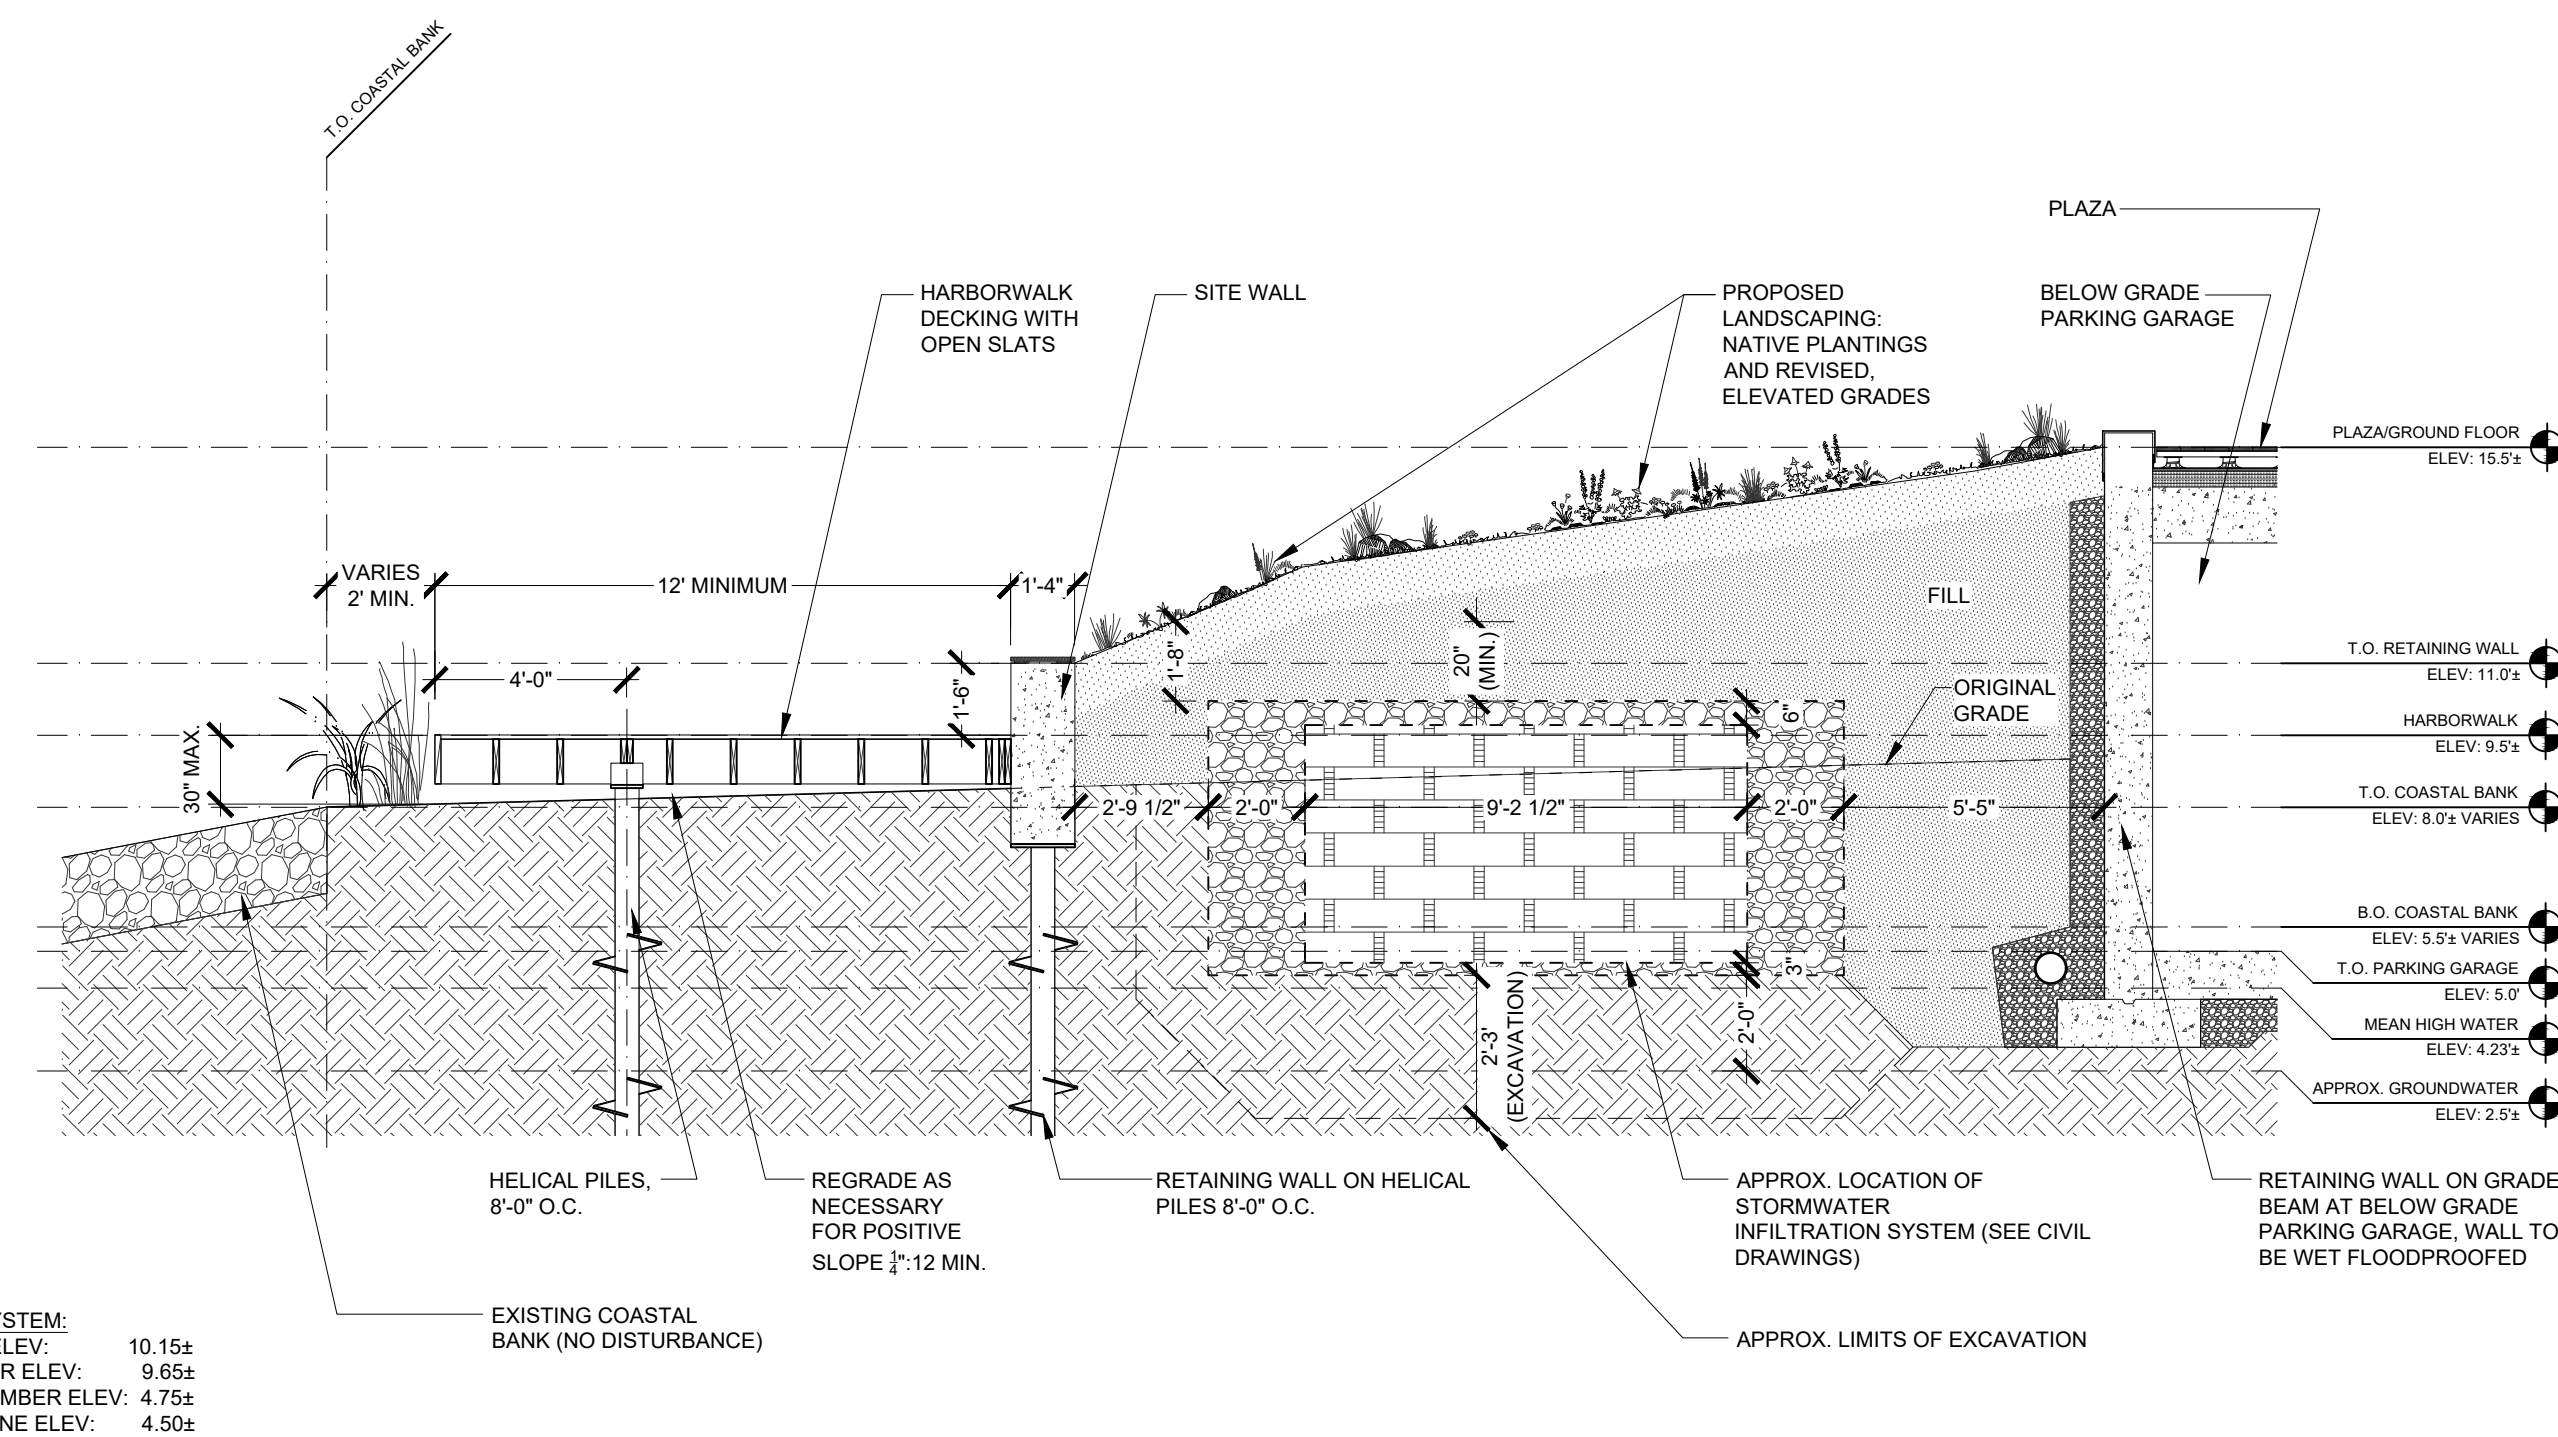 T.O. COASTAL BANK
PLAZA
HARBORWALK
DECKING WITH
OPEN SLATS
SITE WALL
PROPOSED
LANDSCAPING:
NATIVE PLANTINGS
AND REVISED,
ELEVATED GRADES
BELOW GRADE
PARKING GARAGE
PLAZA/GROUND FLOOR
ELEV: 15.5'±
VARIES
2' MIN.
12' MINIMUM
1'-4"
FILL
1'-8"
20"
(MIN.)
T.O. RETAINING WALL
ELEV: 11.0'±
4'-0"
1'-6"
ORIGINAL
GRADE
6"
HARBORWALK
ELEV: 9.5'±
30" MAX.
2'-9 1/2"
2'-0"
9'-2 1/2"
2'-0"
5'-5"
T.O. COASTAL BANK
ELEV: 8.0'± VARIES
B.O. COASTAL BANK
ELEV: 5.5'± VARIES
3"
T.O. PARKING GARAGE
ELEV: 5.0'
2'-0"
2'-3'
(EXCAVATION)
MEAN HIGH WATER
ELEV: 4.23'±
APPROX. GROUNDWATER
ELEV: 2.5'±
HELICAL PILES,
8'-0" O.C.
REGRADE AS
NECESSARY
FOR POSITIVE
SLOPE 1/4":12 MIN.
RETAINING WALL ON HELICAL
PILES 8'-0" O.C.
APPROX. LOCATION OF
STORMWATER
INFILTRATION SYSTEM (SEE CIVIL
DRAWINGS)
RETAINING WALL ON GRADE
BEAM AT BELOW GRADE
PARKING GARAGE, WALL TO
BE WET FLOODPROOFED
EXISTING COASTAL
BANK (NO DISTURBANCE)
APPROX. LIMITS OF EXCAVATION
YSTEM:
ELEV: 10.15±
R ELEV: 9.65±
MBER ELEV: 4.75±
NE ELEV: 4.50±